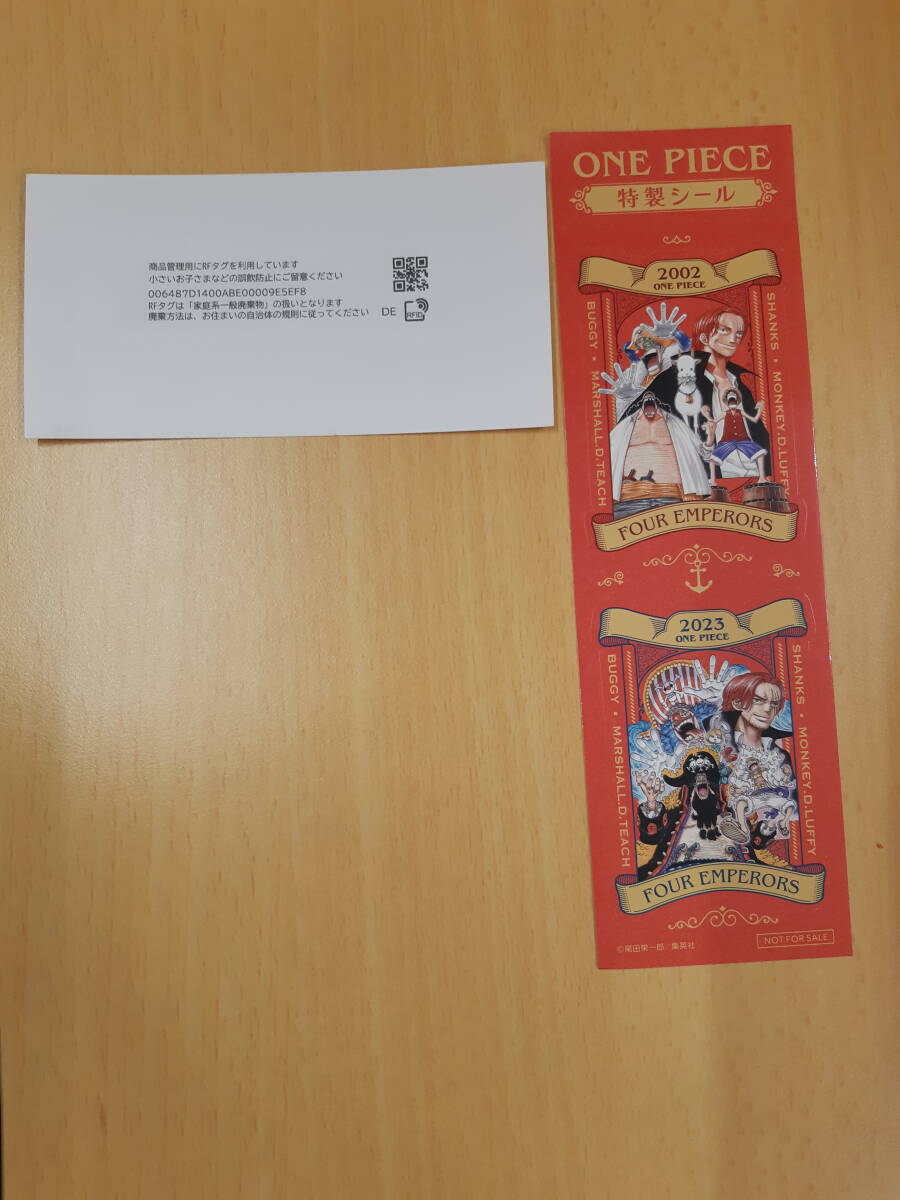 商品管理用にRFタグを利用しています
小さいお子さまなどの誤飲防止にご留意ください
006487D1400ABE00009E5EF8
RFタグは「家庭系一般廃棄物」の扱いとなります
廃棄方法は、お住まいの自治体の規則に従ってください
DE
RFID
ONE PIECE
特製シール
2002
ONE PIECE
BUGGY • MARSHALL.D.TEACH
SHANKS • MONKEY.D.LUFFY
FOUR EMPERORS
2023
ONE PIECE
BUGGY • MARSHALL.D.TEACH
SHANKS • MONKEY.D.LUFFY
FOUR EMPERORS
©尾田栄一郎／集英社
NOT FOR SALE